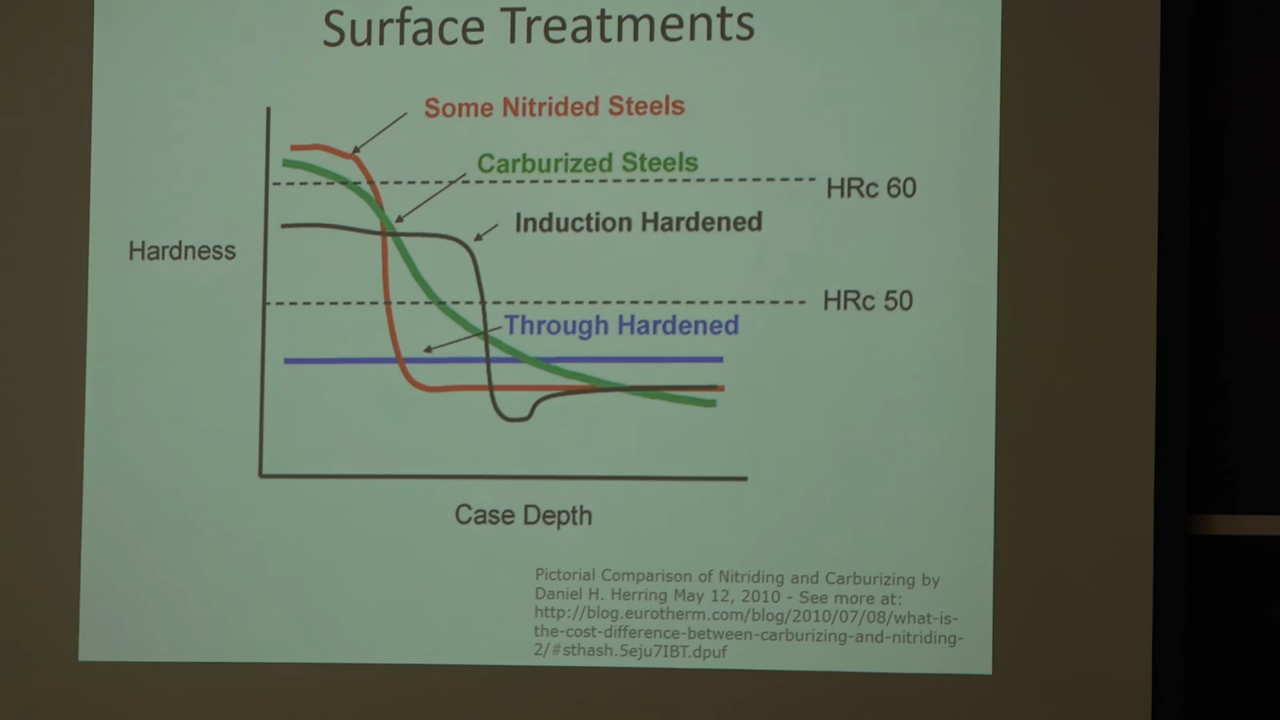 Surface Treatments
Some Nitrided Steels
Carburized Steels
HRc 60
Induction Hardened
Hardness
HRc 50
Through Hardened
Case Depth
Pictorial Comparison of Nitriding and Carburizing by
Daniel H. Herring May 12, 2010 - See more at:
http://blog.eurotherm.com/blog/2010/07/08/what-is-
the-cost-difference-between-carburizing-and-nitriding-
2/#sthash.5eju7IBT.dpuf